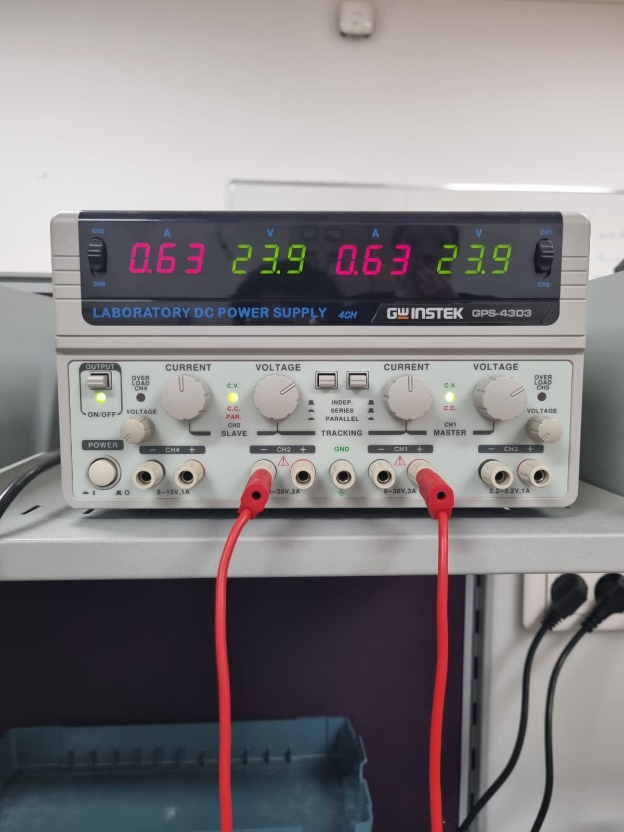 CH2 A V A V CH1
0.63 23.9 0.63 23.9
CH4 CH3
LABORATORY DC POWER SUPPLY 4CH GWINSTEK GPS-4303
OUTPUT
ON/OFF
OVER
LOAD
CH4
VOLTAGE
CURRENT
VOLTAGE
C.V.
C.C.
PAR.
CH2
SLAVE
INDEP.
SERIES
PARALLEL
TRACKING
CURRENT
VOLTAGE
C.V.
C.C.
CH1
MASTER
OVER
LOAD
CH3
VOLTAGE
POWER
I O
− CH4 +
8~15V,1A
− CH2 +
0~30V,3A
GND
− CH1 +
0~30V,3A
− CH3 +
2.2~5.2V,1A